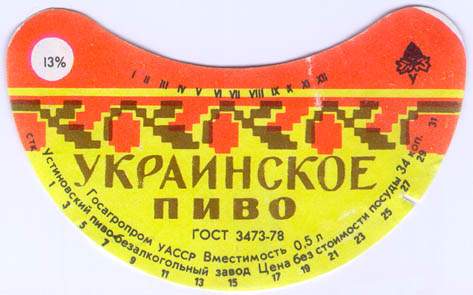 13%
I II III IV V VI VII VIII IX X XI XII
УКРАИНСКОЕ
ПИВО
ГОСТ 3473-78
Госагропром УАССР Вместимость 0,5 л
Устиновский пиво-безалкогольный завод Цена без стоимости посуды 34 коп.
1 3 5 7 9 11 13 15 17 19 21 23 25 27 29 31